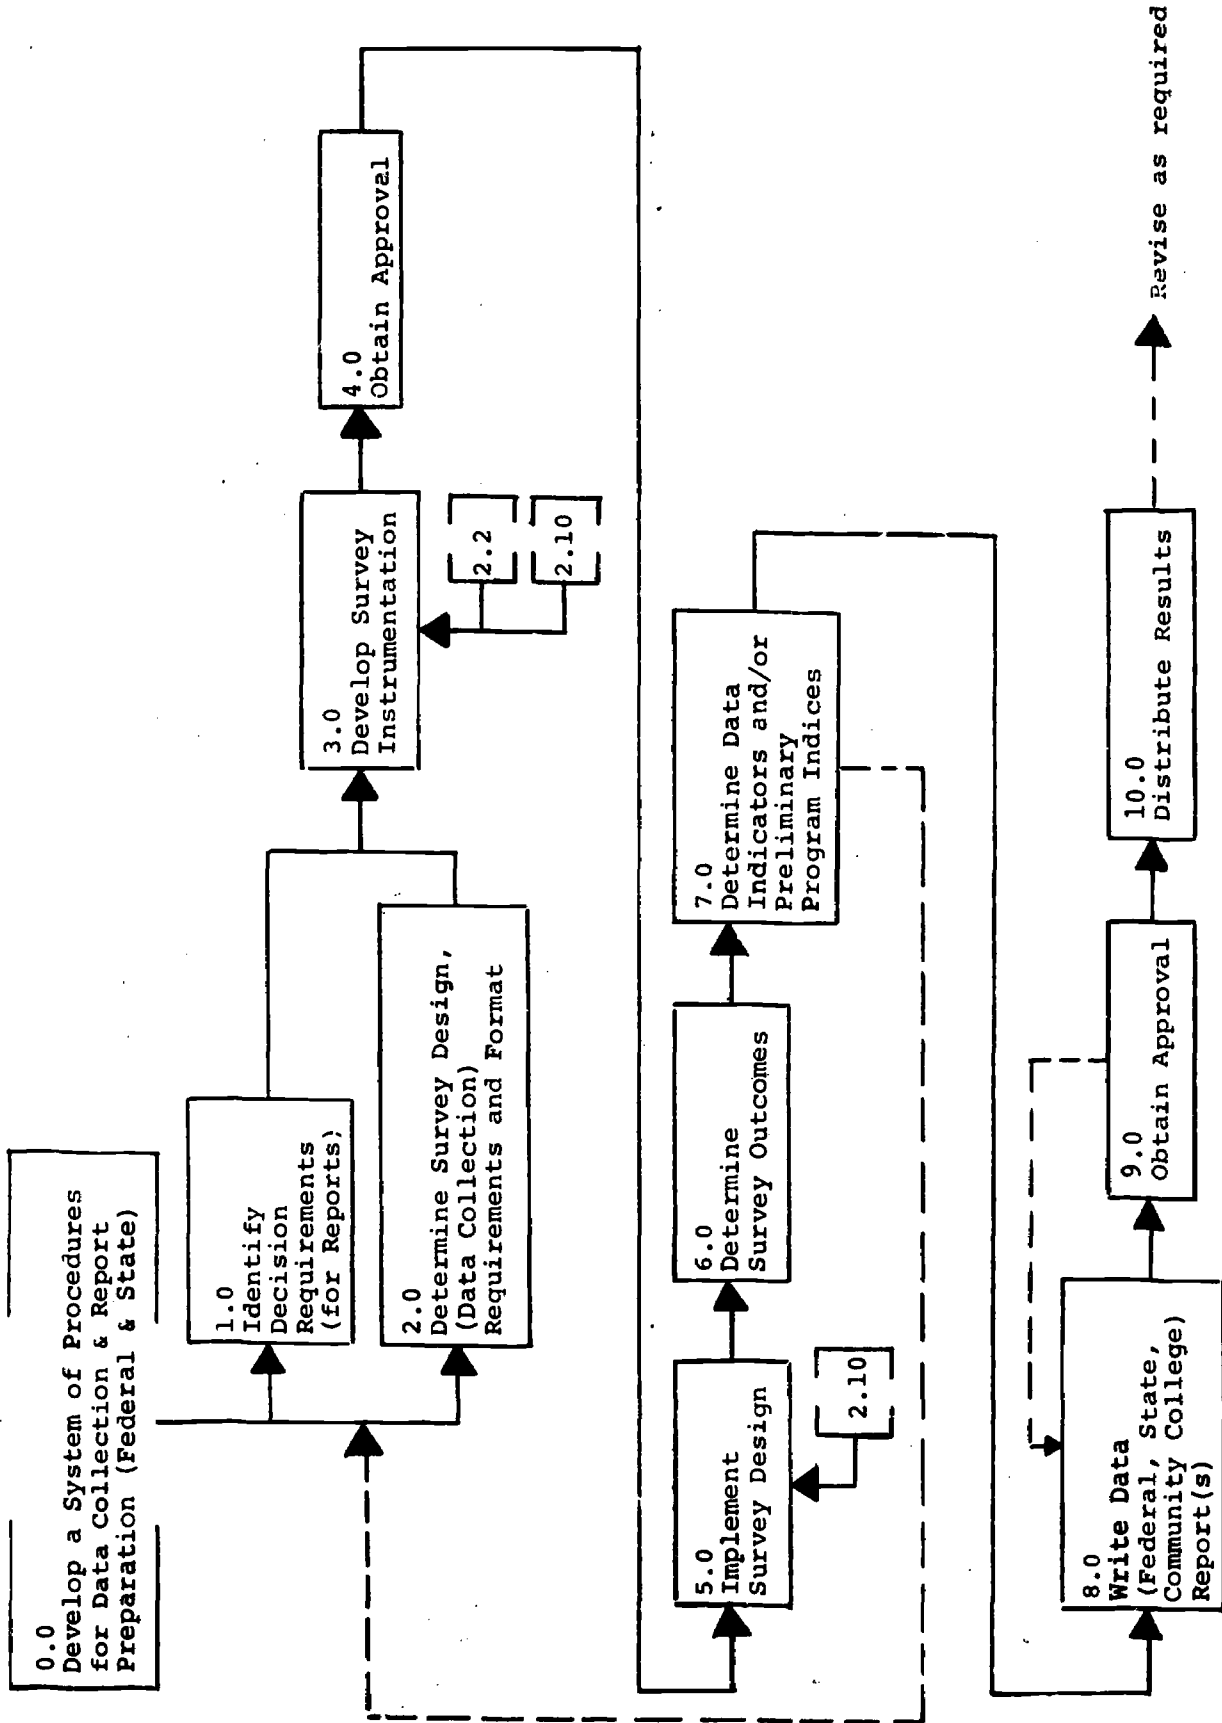 0.0
Develop a System of Procedures
for Data Collection & Report
Preparation (Federal & State)
1.0
Identify
Decision
Requirements
(for Reports)
2.0
Determine Survey Design,
(Data Collection)
Requirements and Format
3.0
Develop Survey
Instrumentation
2.2
2.10
4.0
Obtain Approval
5.0
Implement
Survey Design
2.10
6.0
Determine
Survey Outcomes
7.0
Determine Data
Indicators and/or
Preliminary
Program Indices
8.0
Write Data
(Federal, State,
Community College)
Report(s)
9.0
Obtain Approval
10.0
Distribute Results
Revise as required